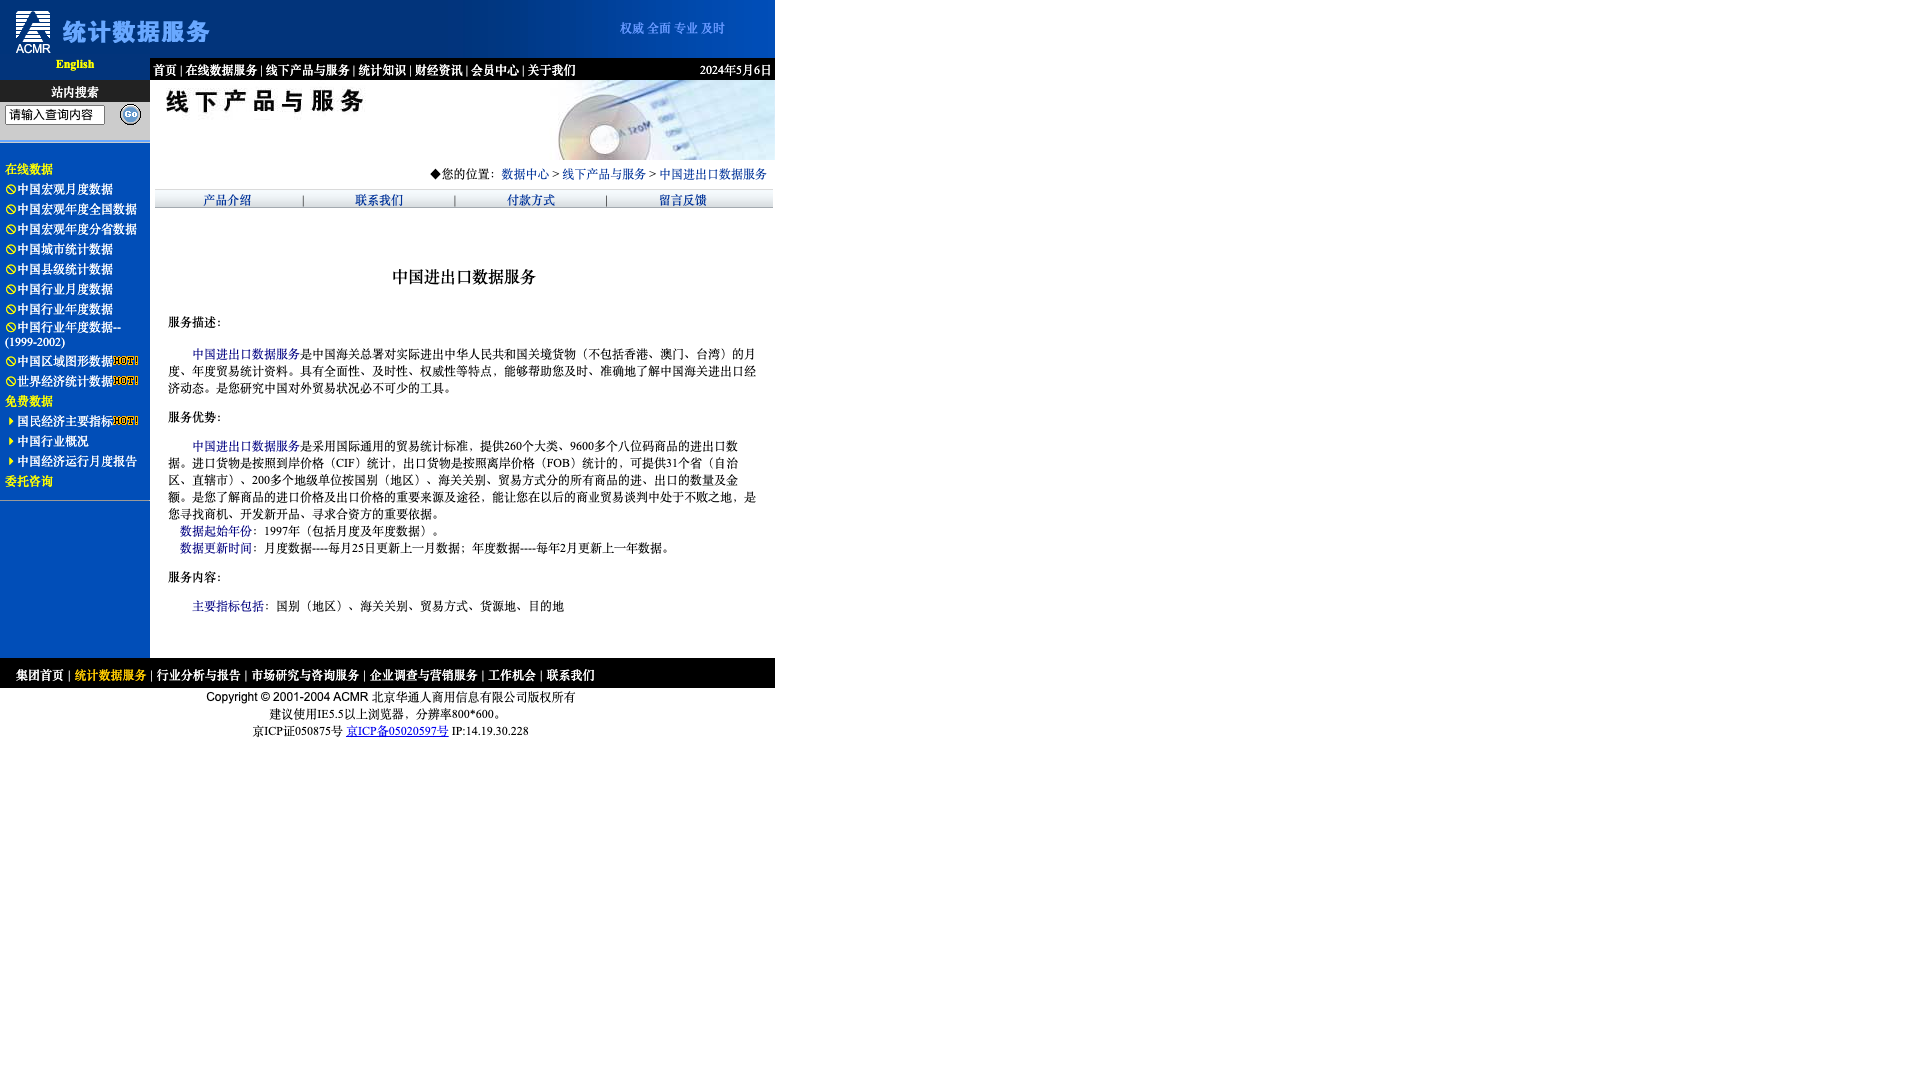 ACMR
统计数据服务
权威 全面 专业 及时
English
首页 | 在线数据服务 | 线下产品与服务 | 统计知识 | 财经资讯 | 会员中心 | 关于我们
2024年5月6日
站内搜索
请输入查询内容
Go
在线数据
中国宏观月度数据
中国宏观年度全国数据
中国宏观年度分省数据
中国城市统计数据
中国县级统计数据
中国行业月度数据
中国行业年度数据
中国行业年度数据--
(1999-2002)
中国区域图形数据HOT!
世界经济统计数据HOT!
免费数据
国民经济主要指标HOT!
中国行业概况
中国经济运行月度报告
委托咨询
线下产品与服务
◆您的位置：数据中心 > 线下产品与服务 > 中国进出口数据服务
产品介绍 | 联系我们 | 付款方式 | 留言反馈
中国进出口数据服务
服务描述：
中国进出口数据服务是中国海关总署对实际进出中华人民共和国关境货物（不包括香港、澳门、台湾）的月
度、年度贸易统计资料。具有全面性、及时性、权威性等特点，能够帮助您及时、准确地了解中国海关进出口经
济动态。是您研究中国对外贸易状况必不可少的工具。
服务优势：
中国进出口数据服务是采用国际通用的贸易统计标准，提供260个大类、9600多个八位码商品的进出口数
据。进口货物是按照到岸价格（CIF）统计，出口货物是按照离岸价格（FOB）统计的，可提供31个省（自治
区、直辖市）、200多个地级单位按国别（地区）、海关关别、贸易方式分的所有商品的进、出口的数量及金
额。是您了解商品的进口价格及出口价格的重要来源及途径，能让您在以后的商业贸易谈判中处于不败之地，是
您寻找商机、开发新开品、寻求合资方的重要依据。
数据起始年份：1997年（包括月度及年度数据）。
数据更新时间：月度数据----每月25日更新上一月数据；年度数据----每年2月更新上一年数据。
服务内容：
主要指标包括：国别（地区）、海关关别、贸易方式、货源地、目的地
集团首页 | 统计数据服务 | 行业分析与报告 | 市场研究与咨询服务 | 企业调查与营销服务 | 工作机会 | 联系我们
Copyright © 2001-2004 ACMR 北京华通人商用信息有限公司版权所有
建议使用IE5.5以上浏览器，分辨率800*600。
京ICP证050875号 京ICP备05020597号 IP:14.19.30.228